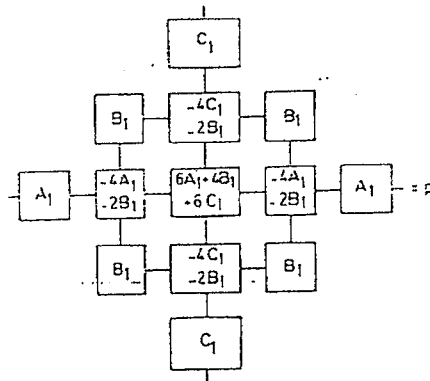 C₁
B₁ -4C₁ B₁
-2B₁
A₁ -4A₁ 6A₁+4B₁ -4A₁ A₁ =
-2B₁ +6C₁ -2B₁
B₁ -4C₁ B₁
-2B₁
C₁